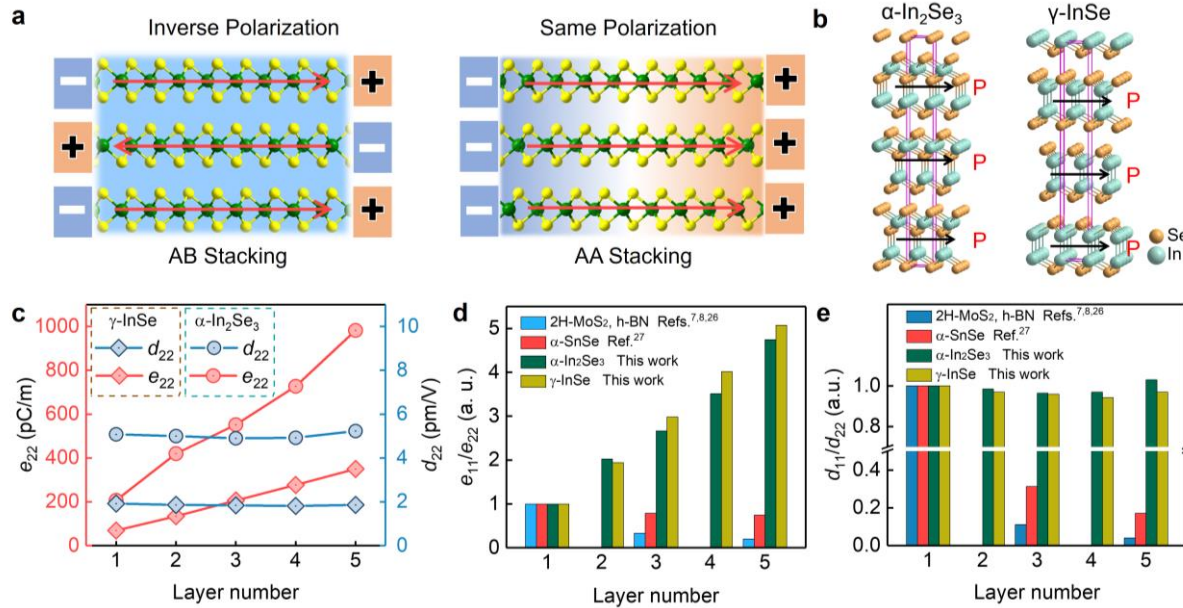 a
Inverse Polarization
Same Polarization
− + − +
+ − − +
− + − +
AB Stacking
AA Stacking
b
α-In₂Se₃
γ-InSe
P P
P P
P P
Se
In
c
γ-InSe α-In₂Se₃
d₂₂ d₂₂
e₂₂ e₂₂
1000
800
600
400
200
0
e₂₂ (pC/m)
10
8
6
4
2
0
d₂₂ (pm/V)
1 2 3 4 5
Layer number
d
2H-MoS₂, h-BN Refs.⁷,⁸,²⁶
α-SnSe Ref.²⁷
α-In₂Se₃ This work
γ-InSe This work
5
4
3
2
1
0
e₁₁/e₂₂ (a. u.)
1 2 3 4 5
Layer number
e
2H-MoS₂, h-BN Refs.⁷,⁸,²⁶
α-SnSe Ref.²⁷
α-In₂Se₃ This work
γ-InSe This work
1.0
0.8
0.4
0.2
0.0
d₁₁/d₂₂ (a.u.)
1 2 3 4 5
Layer number